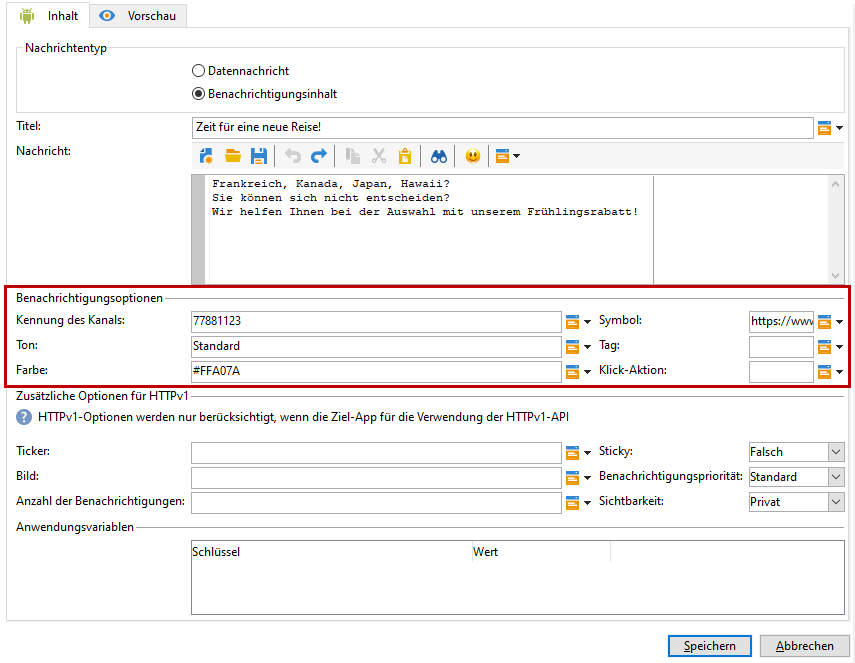 Inhalt Vorschau
Nachrichtentyp
Datennachricht
Benachrichtigungsinhalt
Titel: Zeit für eine neue Reise!
Nachricht:
Frankreich, Kanada, Japan, Hawaii?
Sie können sich nicht entscheiden?
Wir helfen Ihnen bei der Auswahl mit unserem Frühlingsrabatt!
Benachrichtigungsoptionen
Kennung des Kanals: 77881123 Symbol: https://www
Ton: Standard Tag:
Farbe: #FFA07A Klick-Aktion:
Zusätzliche Optionen für HTTPv1
? HTTPv1-Optionen werden nur berücksichtigt, wenn die Ziel-App für die Verwendung der HTTPv1-API
Ticker: Sticky: Falsch
Bild: Benachrichtigungspriorität: Standard
Anzahl der Benachrichtigungen: Sichtbarkeit: Privat
Anwendungsvariablen
Schlüssel Wert
Speichern Abbrechen